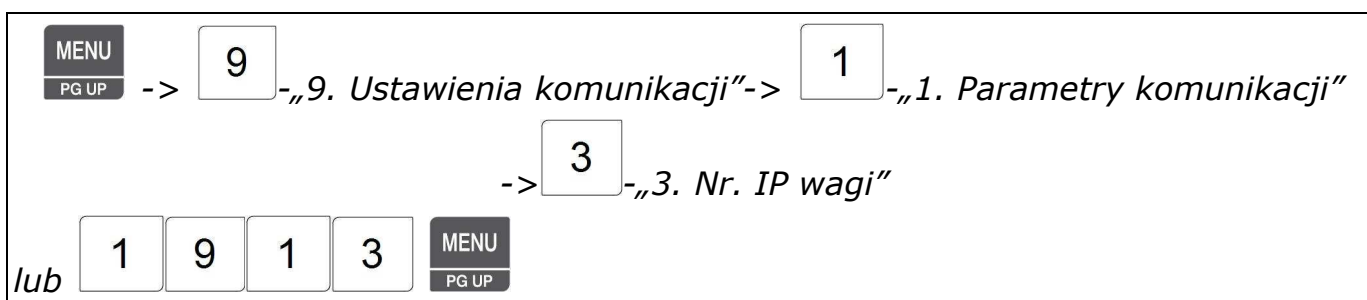 MENU PG UP -> 9 -„9. Ustawienia komunikacji”-> 1 -„1. Parametry komunikacji”
-> 3 -„3. Nr. IP wagi”
lub 1 9 1 3 MENU PG UP